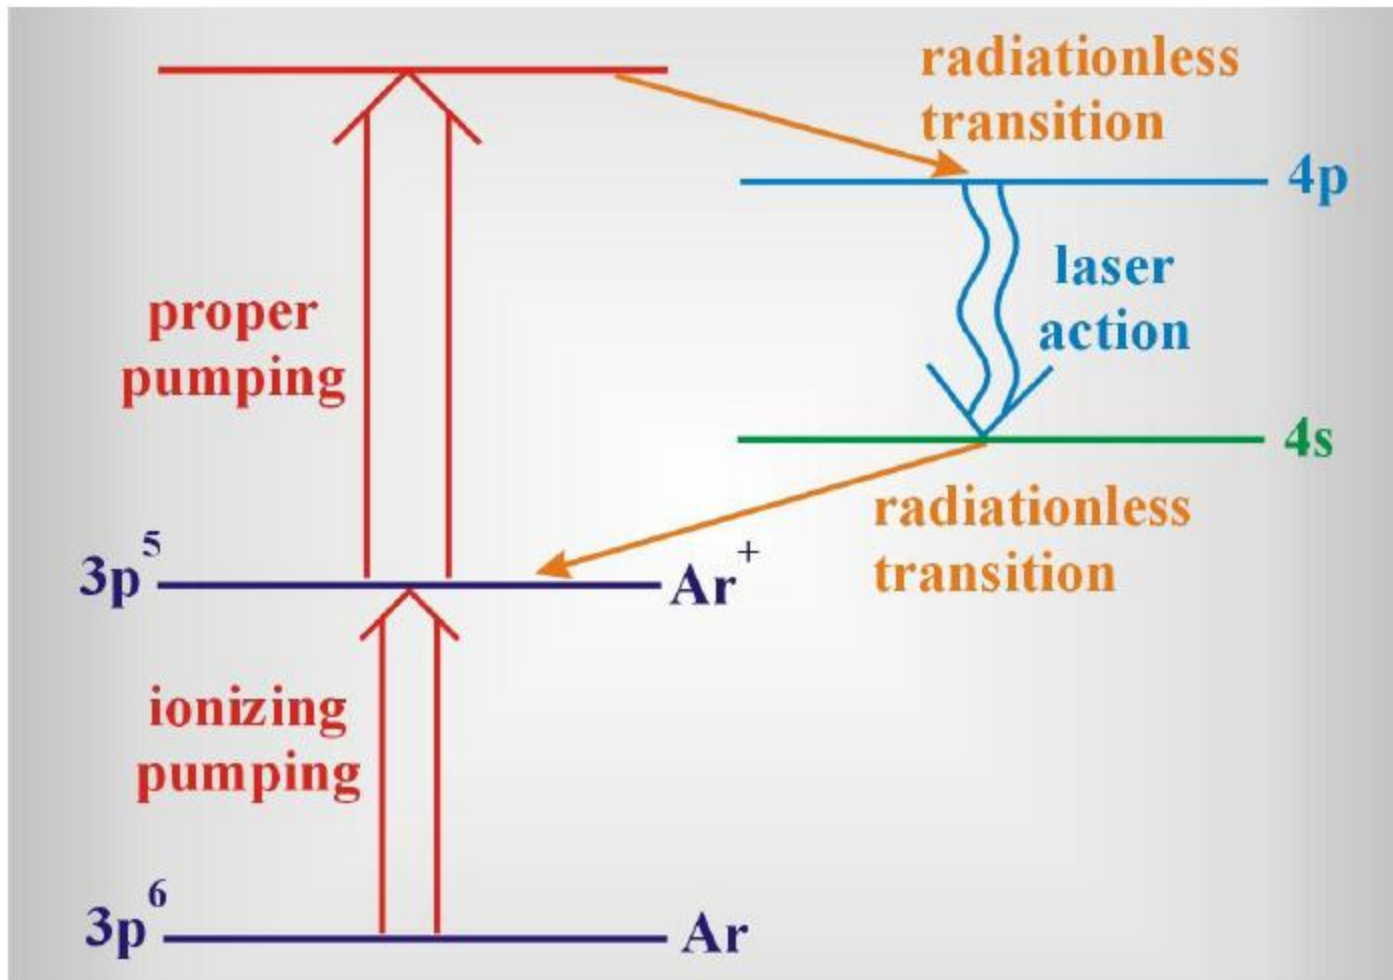 radiationless
transition
4p
laser
action
proper
pumping
4s
radiationless
transition
3p⁵
Ar⁺
ionizing
pumping
3p⁶
Ar